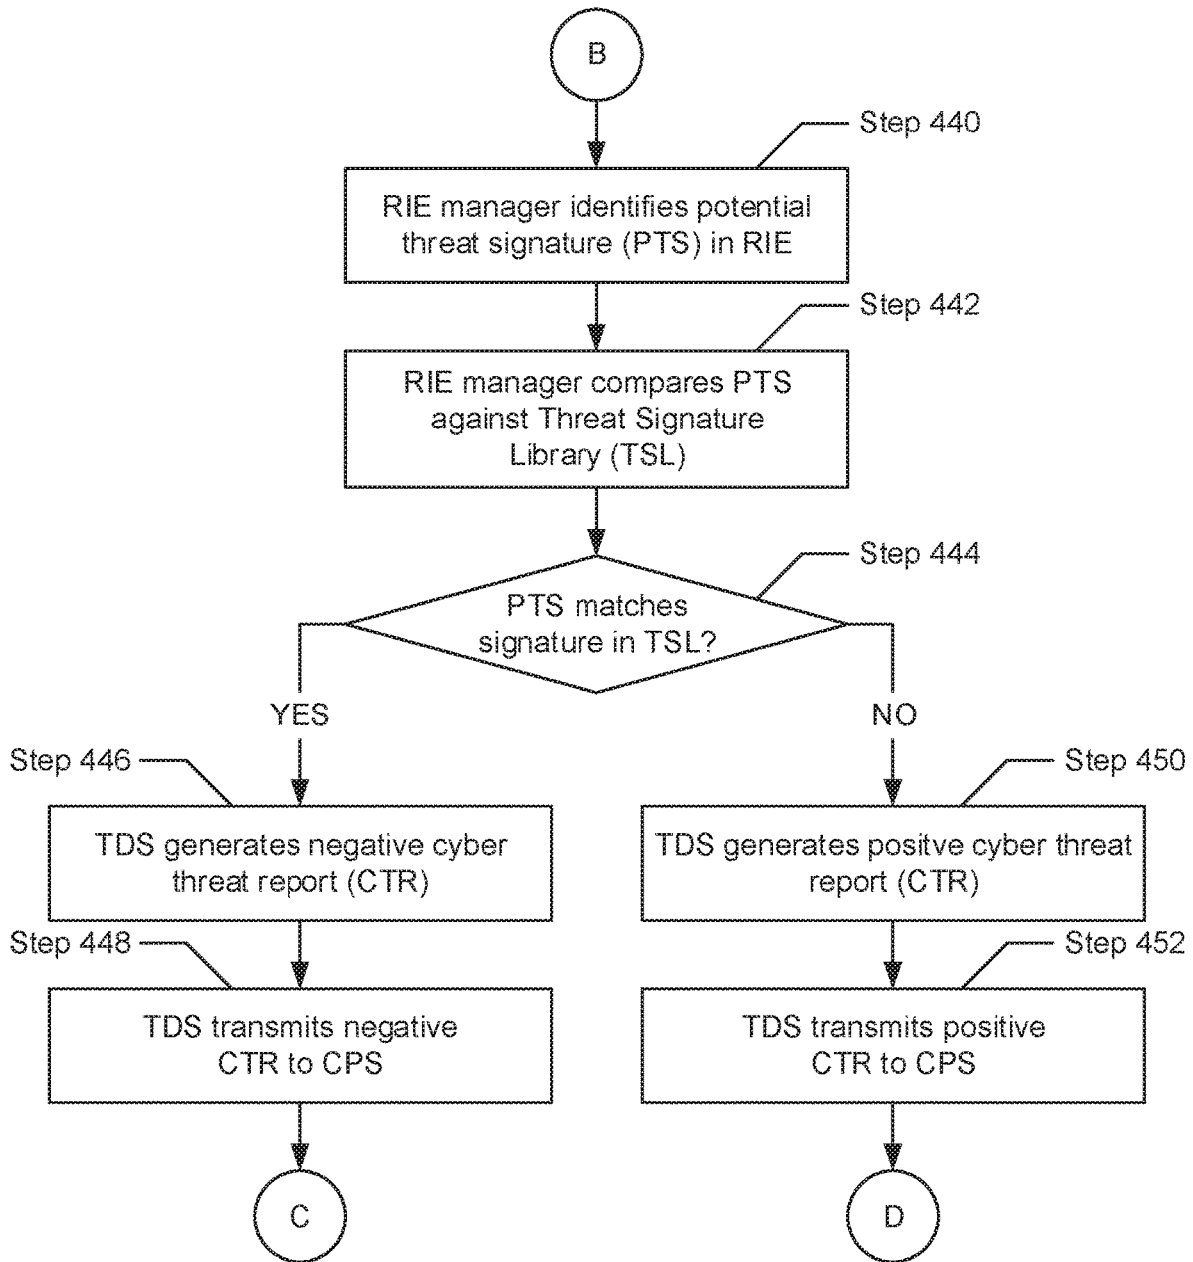 B
Step 440
RIE manager identifies potential
threat signature (PTS) in RIE
Step 442
RIE manager compares PTS
against Threat Signature
Library (TSL)
Step 444
PTS matches
signature in TSL?
YES
NO
Step 446
Step 450
TDS generates negative cyber
threat report (CTR)
TDS generates positve cyber threat
report (CTR)
Step 448
Step 452
TDS transmits negative
CTR to CPS
TDS transmits positive
CTR to CPS
C
D